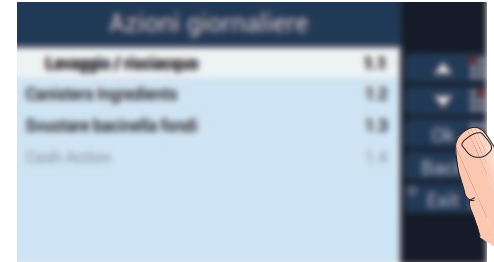 Azioni giornaliere
Lavaggio / risciacquo 1.1
Canisters Ingredients 1.2
Svuotare bacinella fondi 1.3
Cash Action 1.4
Ok
Back
Exit